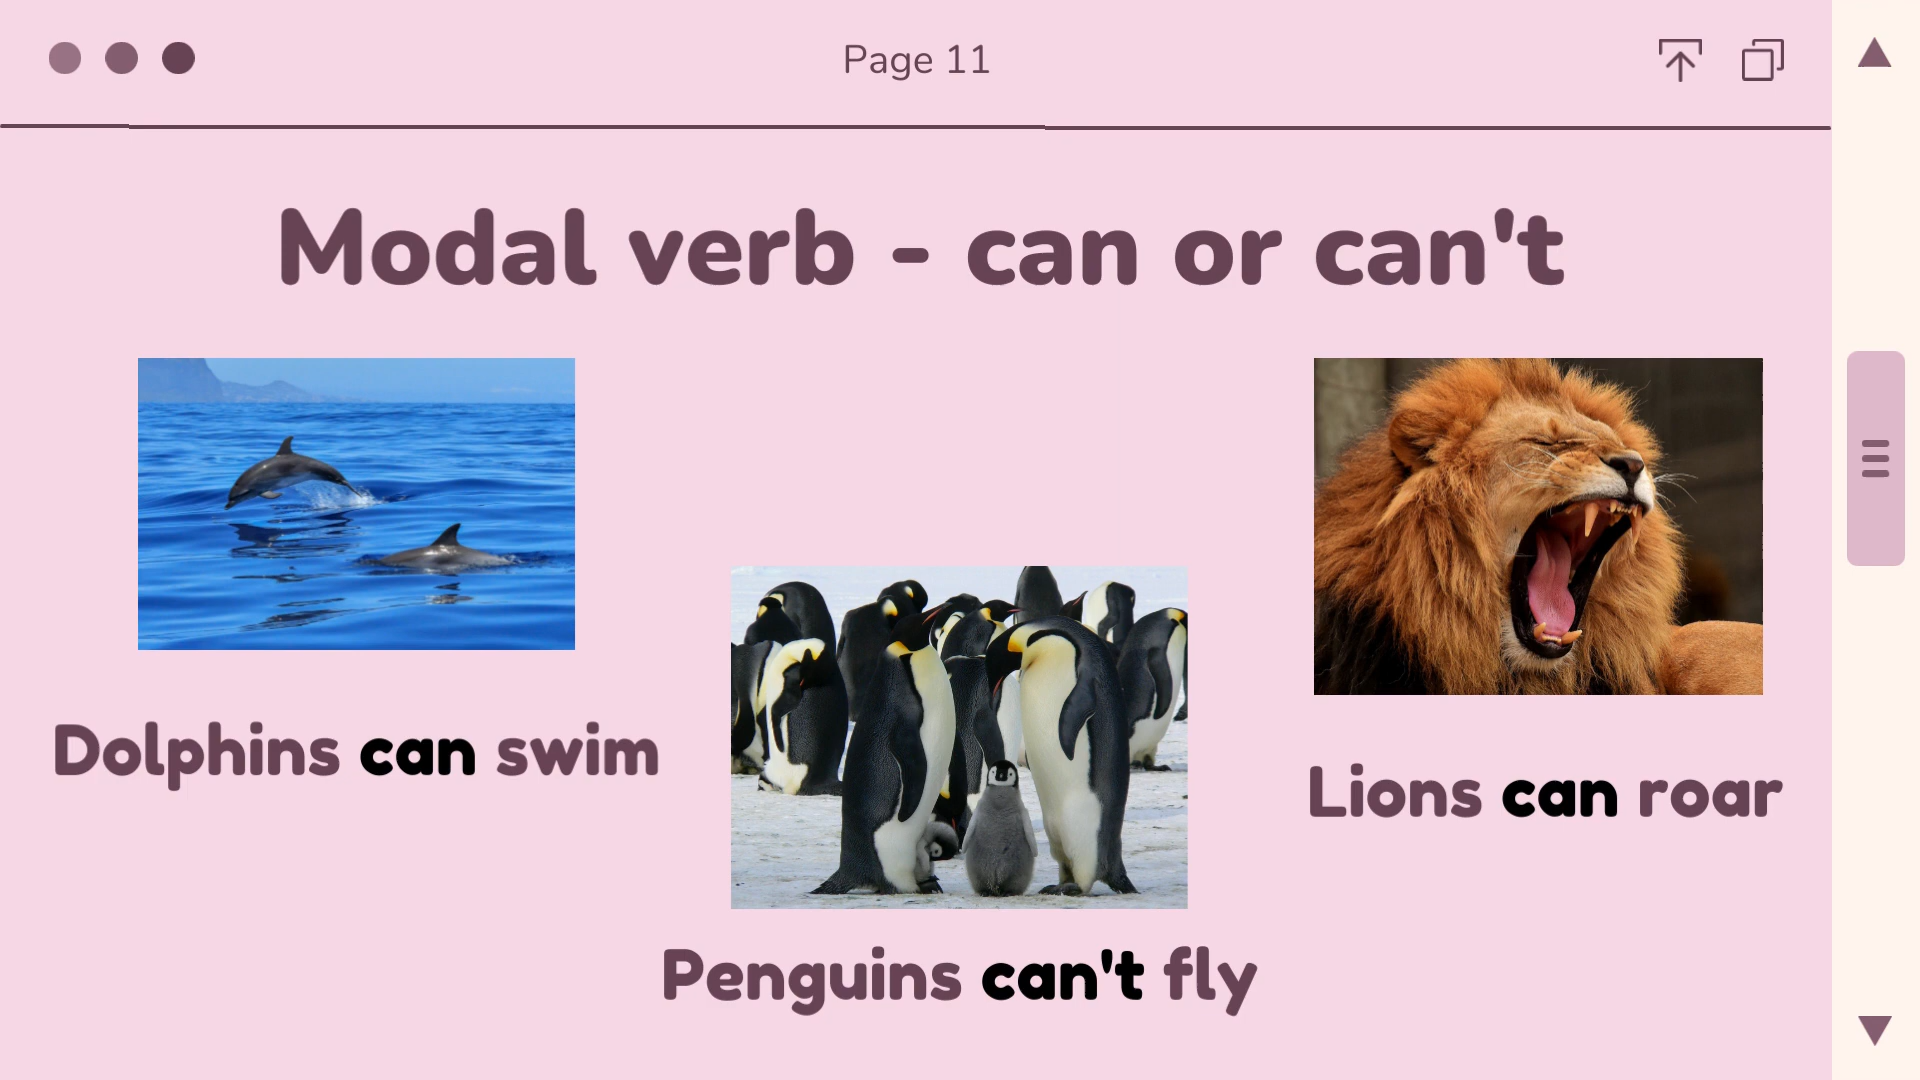 Page 11
Modal verb - can or can't
Dolphins can swim
Lions can roar
Penguins can't fly